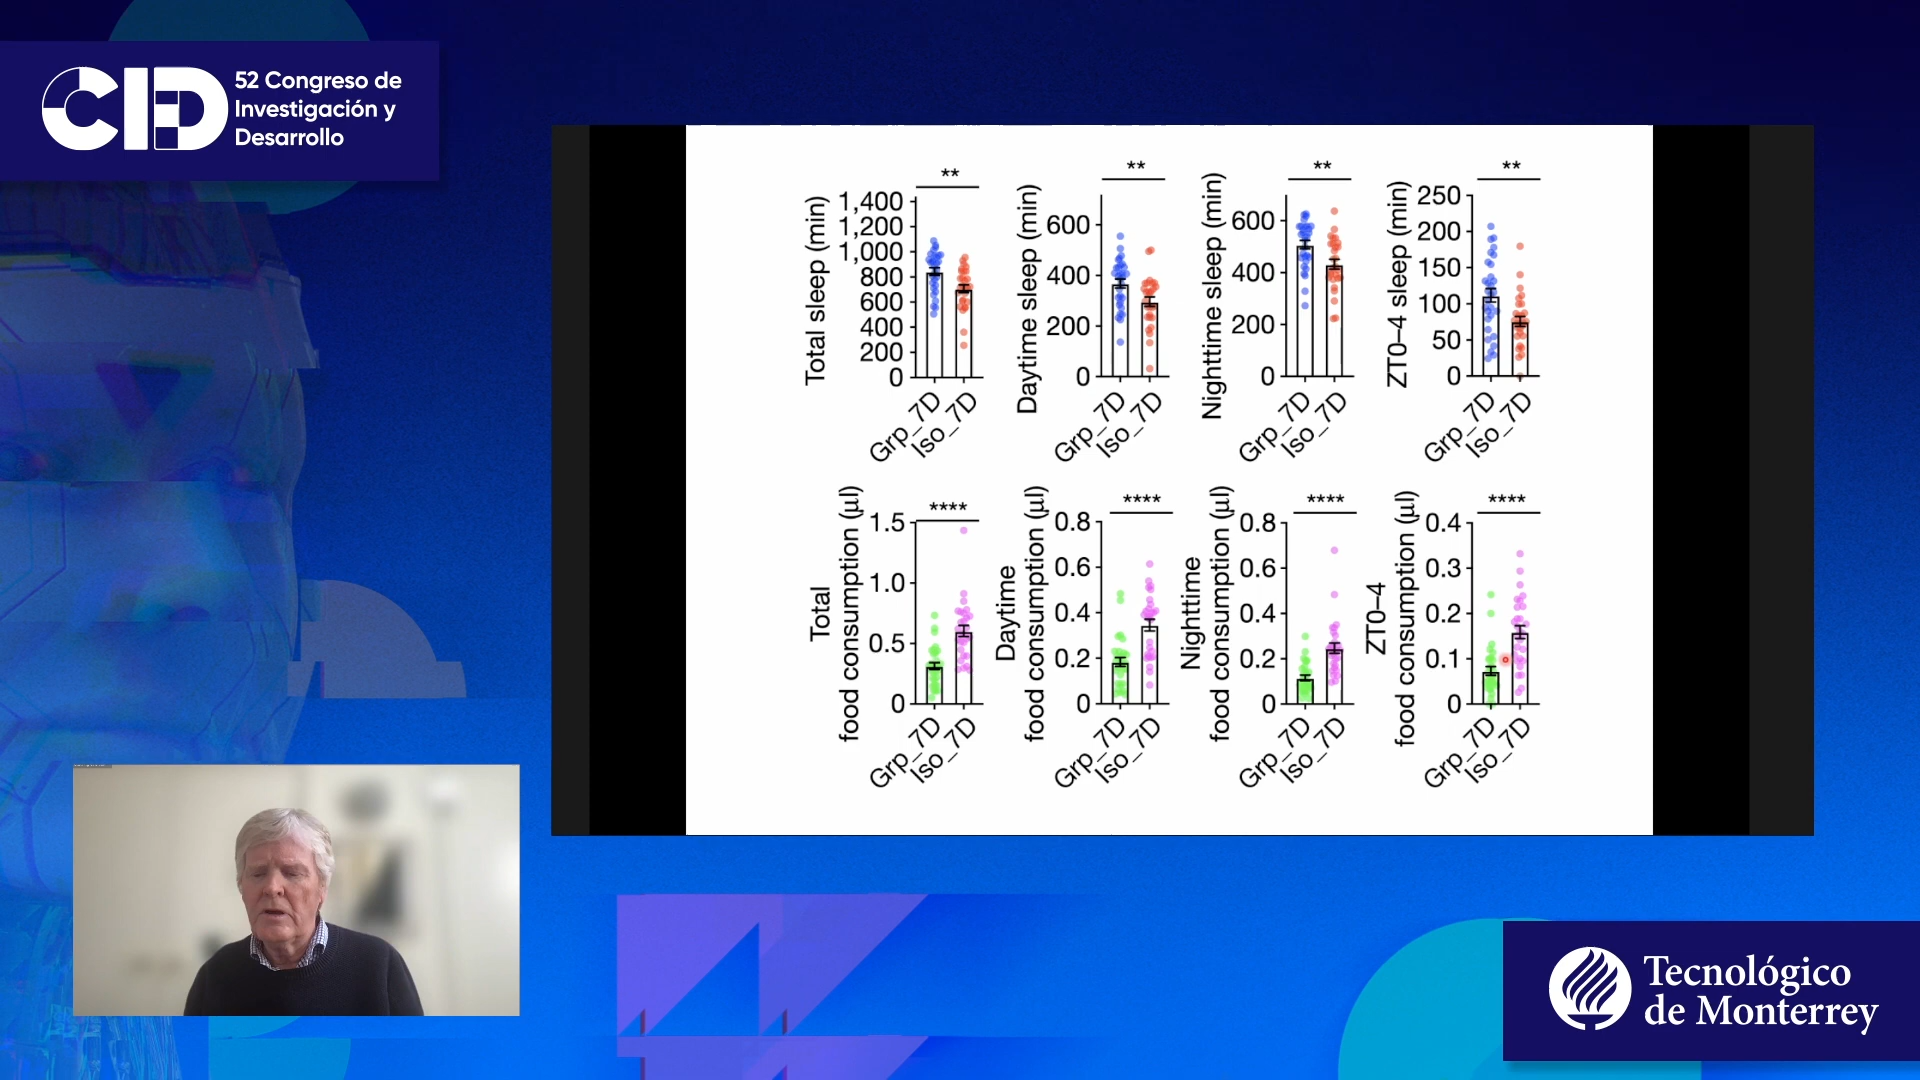 CID
52 Congreso de
Investigación y
Desarrollo
**
Total sleep (min)
1,400
1,200
1,000
800
600
400
200
0
Grp_7D
Iso_7D
**
Daytime sleep (min)
600
400
200
0
Grp_7D
Iso_7D
**
Nighttime sleep (min)
600
400
200
0
Grp_7D
Iso_7D
**
ZT0–4 sleep (min)
250
200
150
100
50
0
Grp_7D
Iso_7D
****
Total
food consumption (µl)
1.5
1.0
0.5
0
Grp_7D
Iso_7D
****
Daytime
food consumption (µl)
0.8
0.6
0.4
0.2
0
Grp_7D
Iso_7D
****
Nighttime
food consumption (µl)
0.8
0.6
0.4
0.2
0
Grp_7D
Iso_7D
****
ZT0–4
food consumption (µl)
0.4
0.3
0.2
0.1
0
Grp_7D
Iso_7D
Tecnológico
de Monterrey